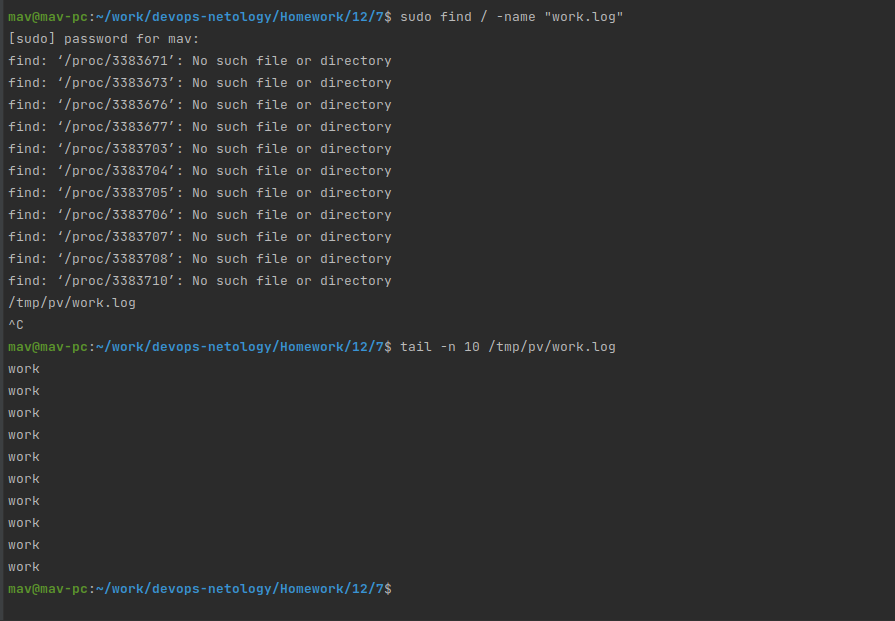 mav@mav-pc:~/work/devops-netology/Homework/12/7$ sudo find / -name "work.log"
[sudo] password for mav:
find: ‘/proc/3383671’: No such file or directory
find: ‘/proc/3383673’: No such file or directory
find: ‘/proc/3383676’: No such file or directory
find: ‘/proc/3383677’: No such file or directory
find: ‘/proc/3383703’: No such file or directory
find: ‘/proc/3383704’: No such file or directory
find: ‘/proc/3383705’: No such file or directory
find: ‘/proc/3383706’: No such file or directory
find: ‘/proc/3383707’: No such file or directory
find: ‘/proc/3383708’: No such file or directory
find: ‘/proc/3383710’: No such file or directory
/tmp/pv/work.log
^C
mav@mav-pc:~/work/devops-netology/Homework/12/7$ tail -n 10 /tmp/pv/work.log
work
work
work
work
work
work
work
work
work
work
mav@mav-pc:~/work/devops-netology/Homework/12/7$